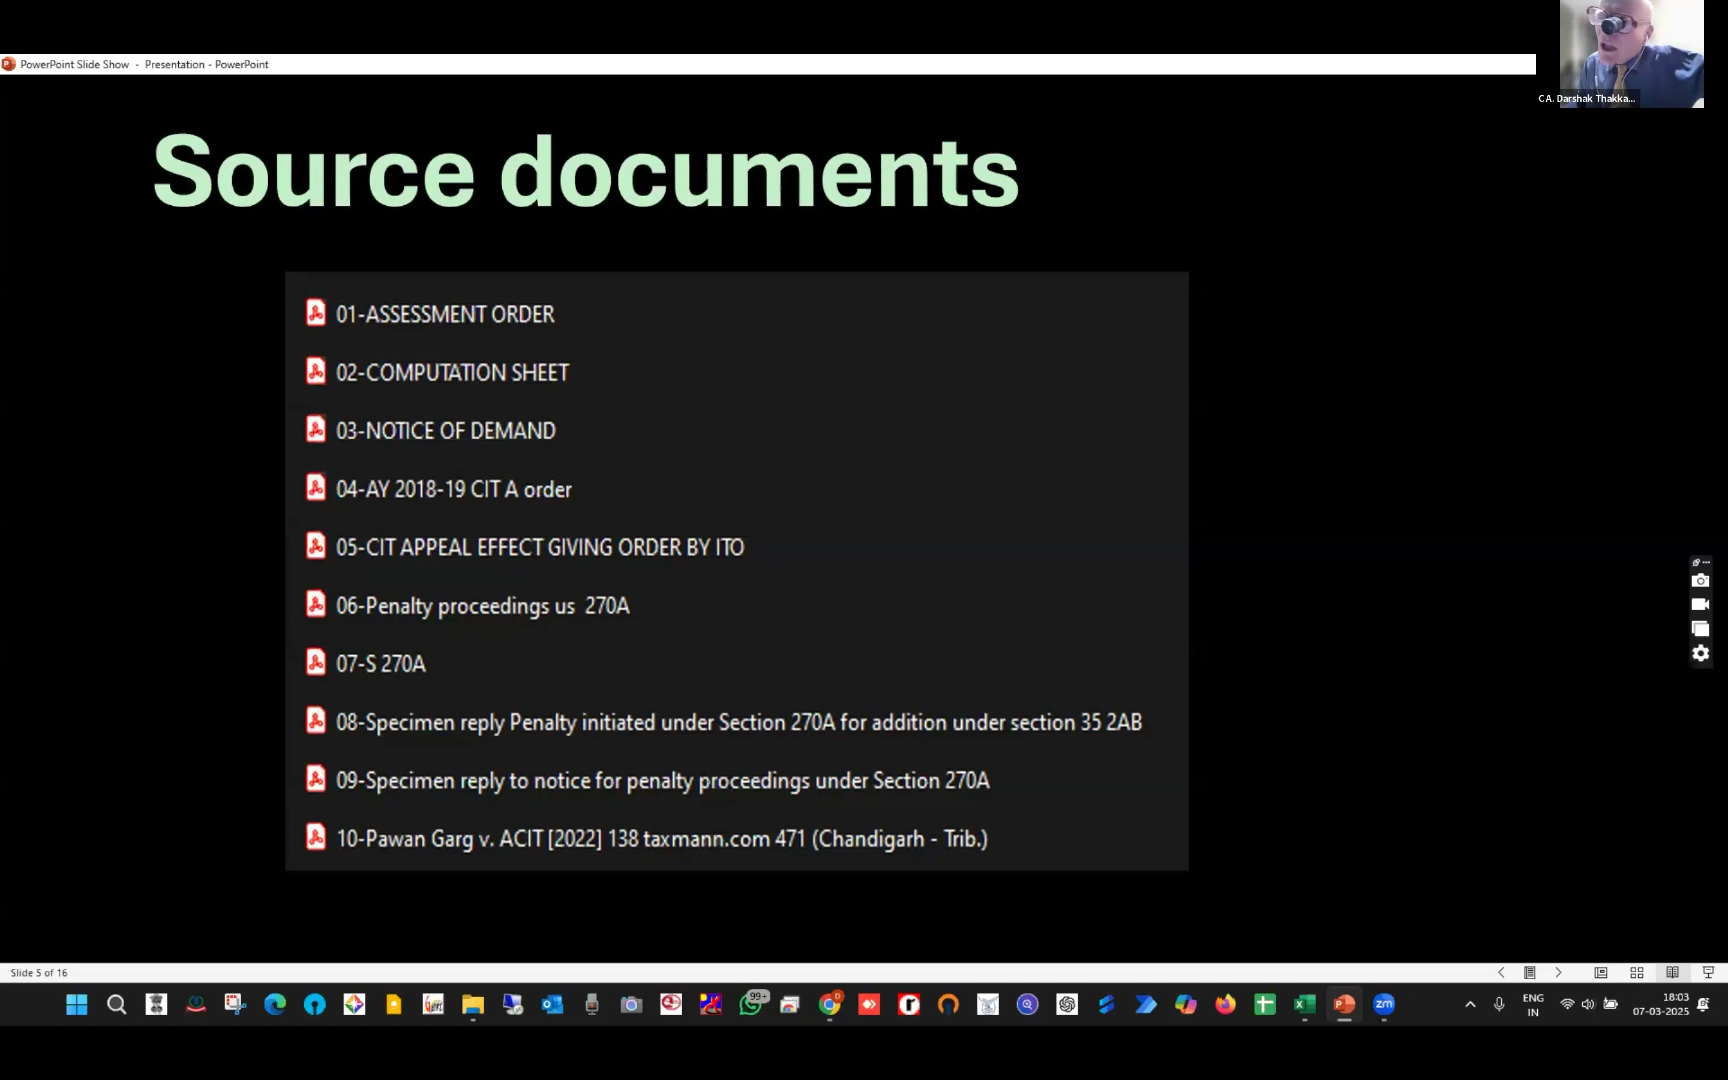 PowerPoint Slide Show - Presentation - PowerPoint
CA. Darshak Thakka...
Source documents
01-ASSESSMENT ORDER
02-COMPUTATION SHEET
03-NOTICE OF DEMAND
04-AY 2018-19 CIT A order
05-CIT APPEAL EFFECT GIVING ORDER BY ITO
06-Penalty proceedings us  270A
07-S 270A
08-Specimen reply Penalty initiated under Section 270A for addition under section 35 2AB
09-Specimen reply to notice for penalty proceedings under Section 270A
10-Pawan Garg v. ACIT [2022] 138 taxmann.com 471 (Chandigarh - Trib.)
Slide 5 of 16
99+
zm
ENG
IN
18:03
07-03-2025